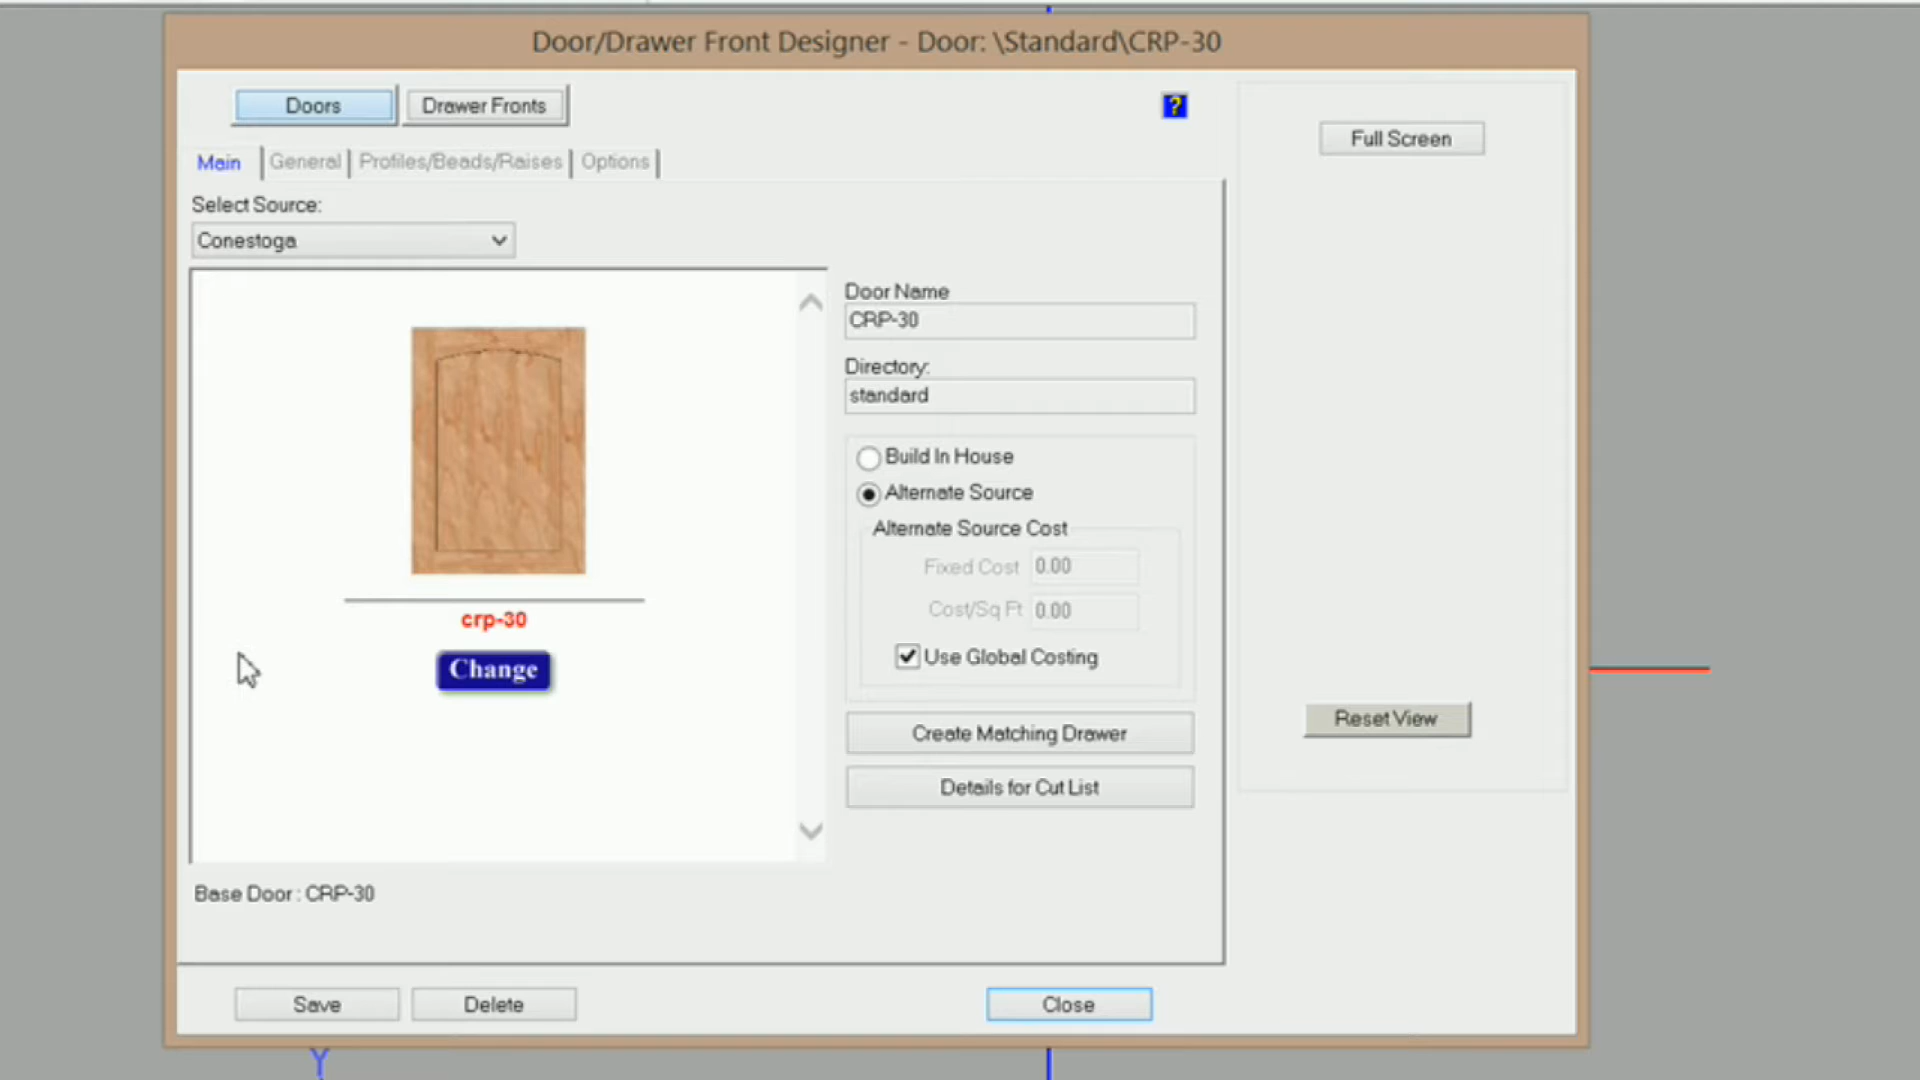 Door/Drawer Front Designer - Door: \Standard\CRP-30
Doors
Drawer Fronts
?
Full Screen
Main
General
Profiles/Beads/Raises
Options
Select Source:
Conestoga
Door Name
CRP-30
Directory:
standard
Build In House
Alternate Source
Alternate Source Cost
Fixed Cost
0.00
Cost/Sq Ft
0.00
Use Global Costing
crp-30
Change
Create Matching Drawer
Details for Cut List
Reset View
Base Door : CRP-30
Save
Delete
Close
Y